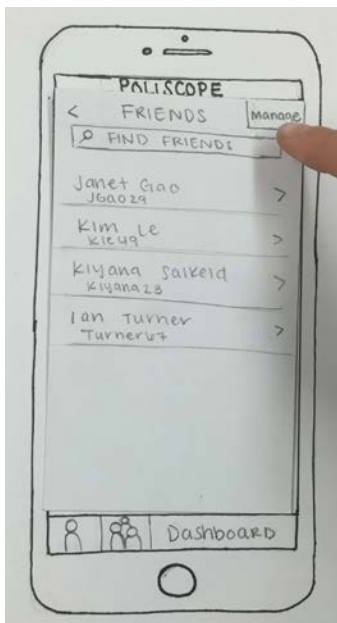 POLISCOPE
< FRIENDS Manage
FIND FRIENDS
Janet Gao
JGao29
>
Kim Le
Kle49
>
Kiyana Salkeld
Kiyana23
>
Ian Turner
Turner67
>
Dashboard